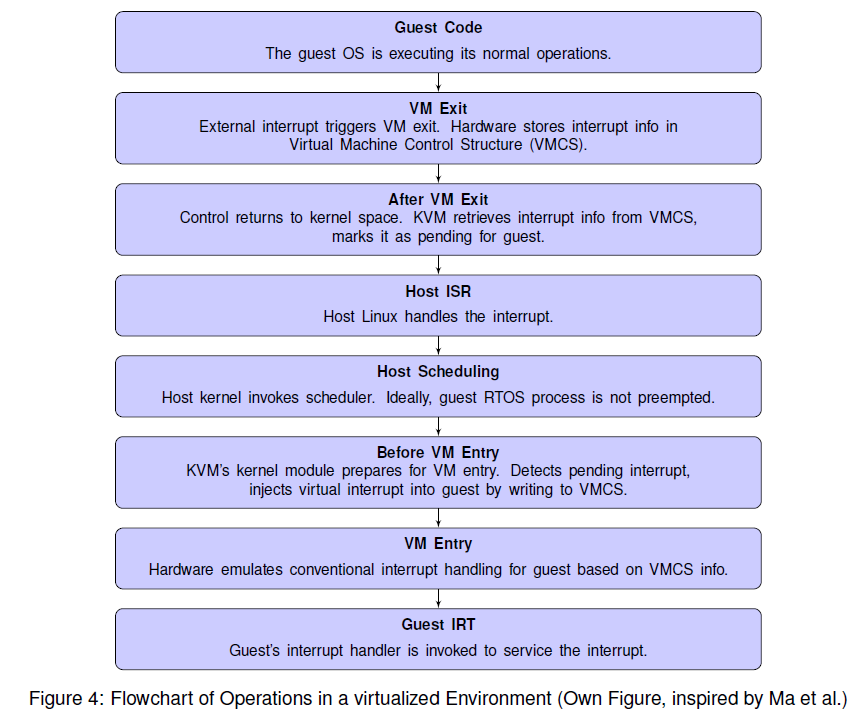 Guest Code
The guest OS is executing its normal operations.
VM Exit
External interrupt triggers VM exit. Hardware stores interrupt info in
Virtual Machine Control Structure (VMCS).
After VM Exit
Control returns to kernel space. KVM retrieves interrupt info from VMCS,
marks it as pending for guest.
Host ISR
Host Linux handles the interrupt.
Host Scheduling
Host kernel invokes scheduler. Ideally, guest RTOS process is not preempted.
Before VM Entry
KVM's kernel module prepares for VM entry. Detects pending interrupt,
injects virtual interrupt into guest by writing to VMCS.
VM Entry
Hardware emulates conventional interrupt handling for guest based on VMCS info.
Guest IRT
Guest's interrupt handler is invoked to service the interrupt.
Figure 4: Flowchart of Operations in a virtualized Environment (Own Figure, inspired by Ma et al.)